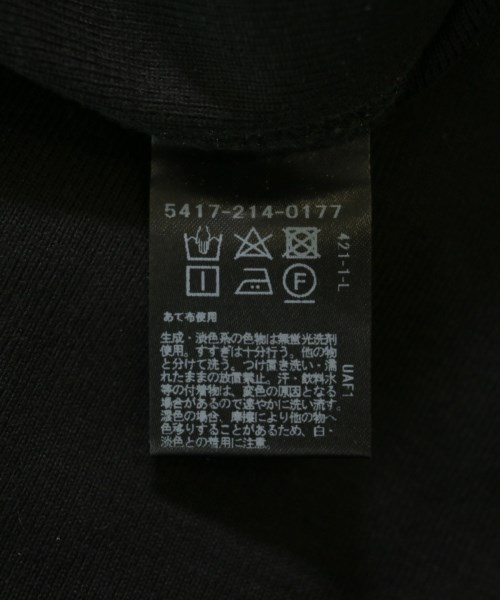 5417-214-0177
F
あて布使用
生成・淡色系の色物は無蛍光洗剤
使用。すすぎは十分行う。他の物
と分けて洗う。つけ置き洗い・濡
れたままの放置禁止。汗・飲料水
等の付着物は、変色の原因となる
場合があるので速やかに洗い流す。
湿色の場合、摩擦により他の物へ
色移りすることがあるため、白・
淡色との着用に注意。
421-1-L
UAF1